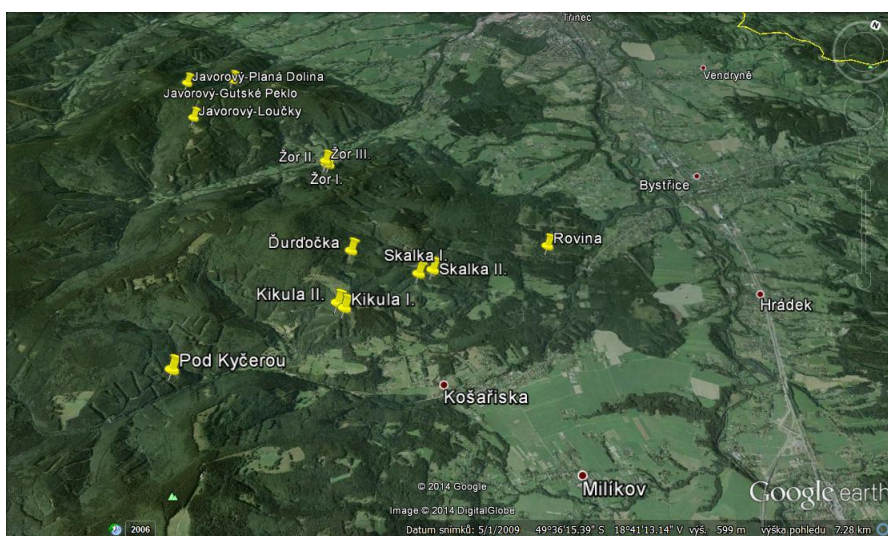 Třinec
N
Javorový-Planá Dolina
Vendryně
Javorový-Gutské Peklo
Javorový-Loučky
Žor II.
Žor III.
Žor I.
Bystřice
Ďurďočka
Rovina
Skalka I.
Skalka II.
Kikula II.
Kikula I.
Hrádek
Pod Kyčerou
Košařiska
Milíkov
© 2014 Google
Google earth
Image © 2014 DigitalGlobe
2006
Datum snímků: 5/1/2009 49°36'15.39" S 18°41'13.14" V výš. 599 m výška pohledu 7.28 km